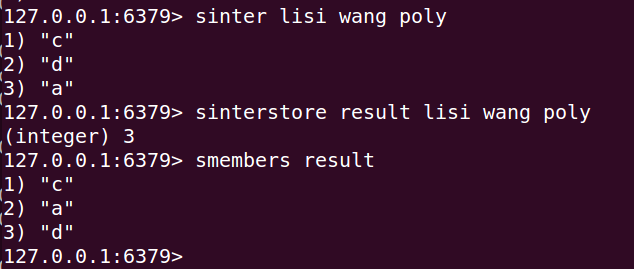 127.0.0.1:6379> sinter lisi wang poly
1) "c"
2) "d"
3) "a"
127.0.0.1:6379> sinterstore result lisi wang poly
(integer) 3
127.0.0.1:6379> smembers result
1) "c"
2) "a"
3) "d"
127.0.0.1:6379>